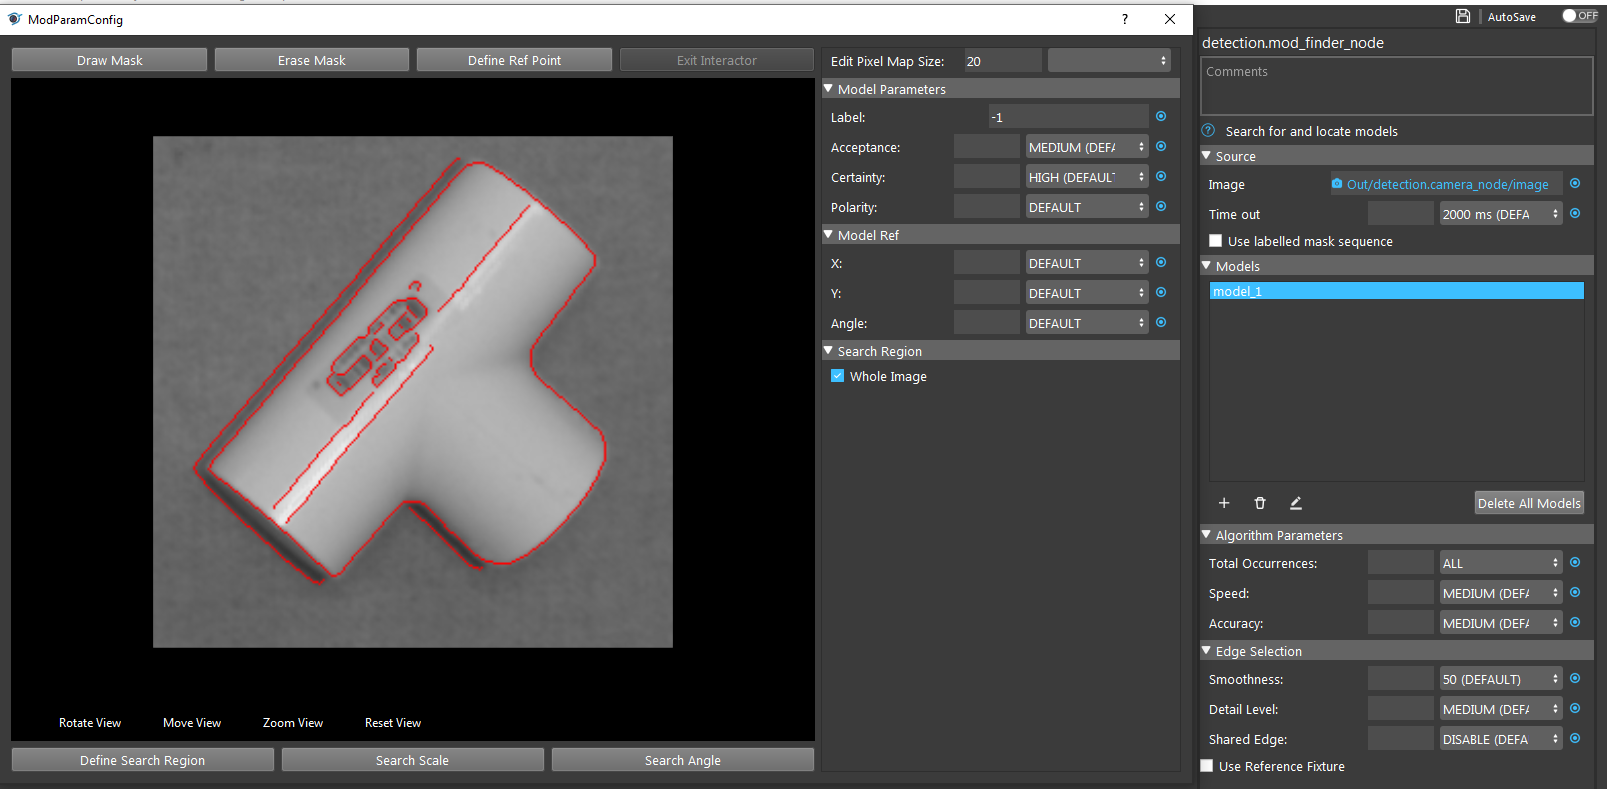 ModParamConfig
?
Draw Mask
Erase Mask
Define Ref Point
Exit Interactor
Rotate View
Move View
Zoom View
Reset View
Define Search Region
Search Scale
Search Angle
Edit Pixel Map Size: 20
Model Parameters
Label: -1
Acceptance: MEDIUM (DEFA
Certainty: HIGH (DEFAULT
Polarity: DEFAULT
Model Ref
X: DEFAULT
Y: DEFAULT
Angle: DEFAULT
Search Region
Whole Image
AutoSave OFF
detection.mod_finder_node
Comments
? Search for and locate models
Source
Image Out/detection.camera_node/image
Time out 2000 ms (DEFA
Use labelled mask sequence
Models
model_1
Delete All Models
Algorithm Parameters
Total Occurrences: ALL
Speed: MEDIUM (DEFA
Accuracy: MEDIUM (DEFA
Edge Selection
Smoothness: 50 (DEFAULT)
Detail Level: MEDIUM (DEFA
Shared Edge: DISABLE (DEFA
Use Reference Fixture